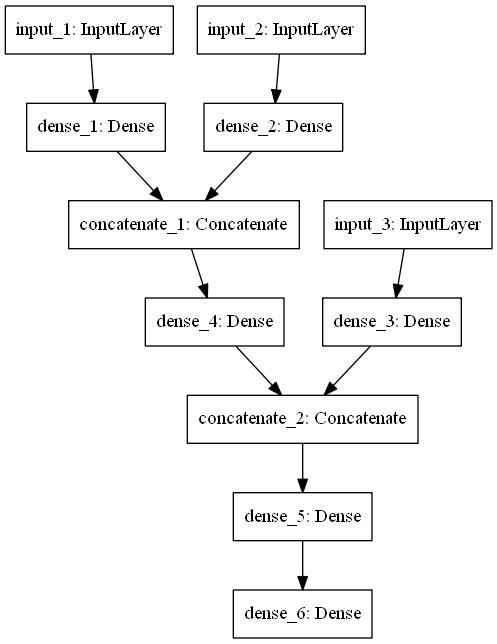 input_1: InputLayer
input_2: InputLayer
dense_1: Dense
dense_2: Dense
concatenate_1: Concatenate
input_3: InputLayer
dense_4: Dense
dense_3: Dense
concatenate_2: Concatenate
dense_5: Dense
dense_6: Dense